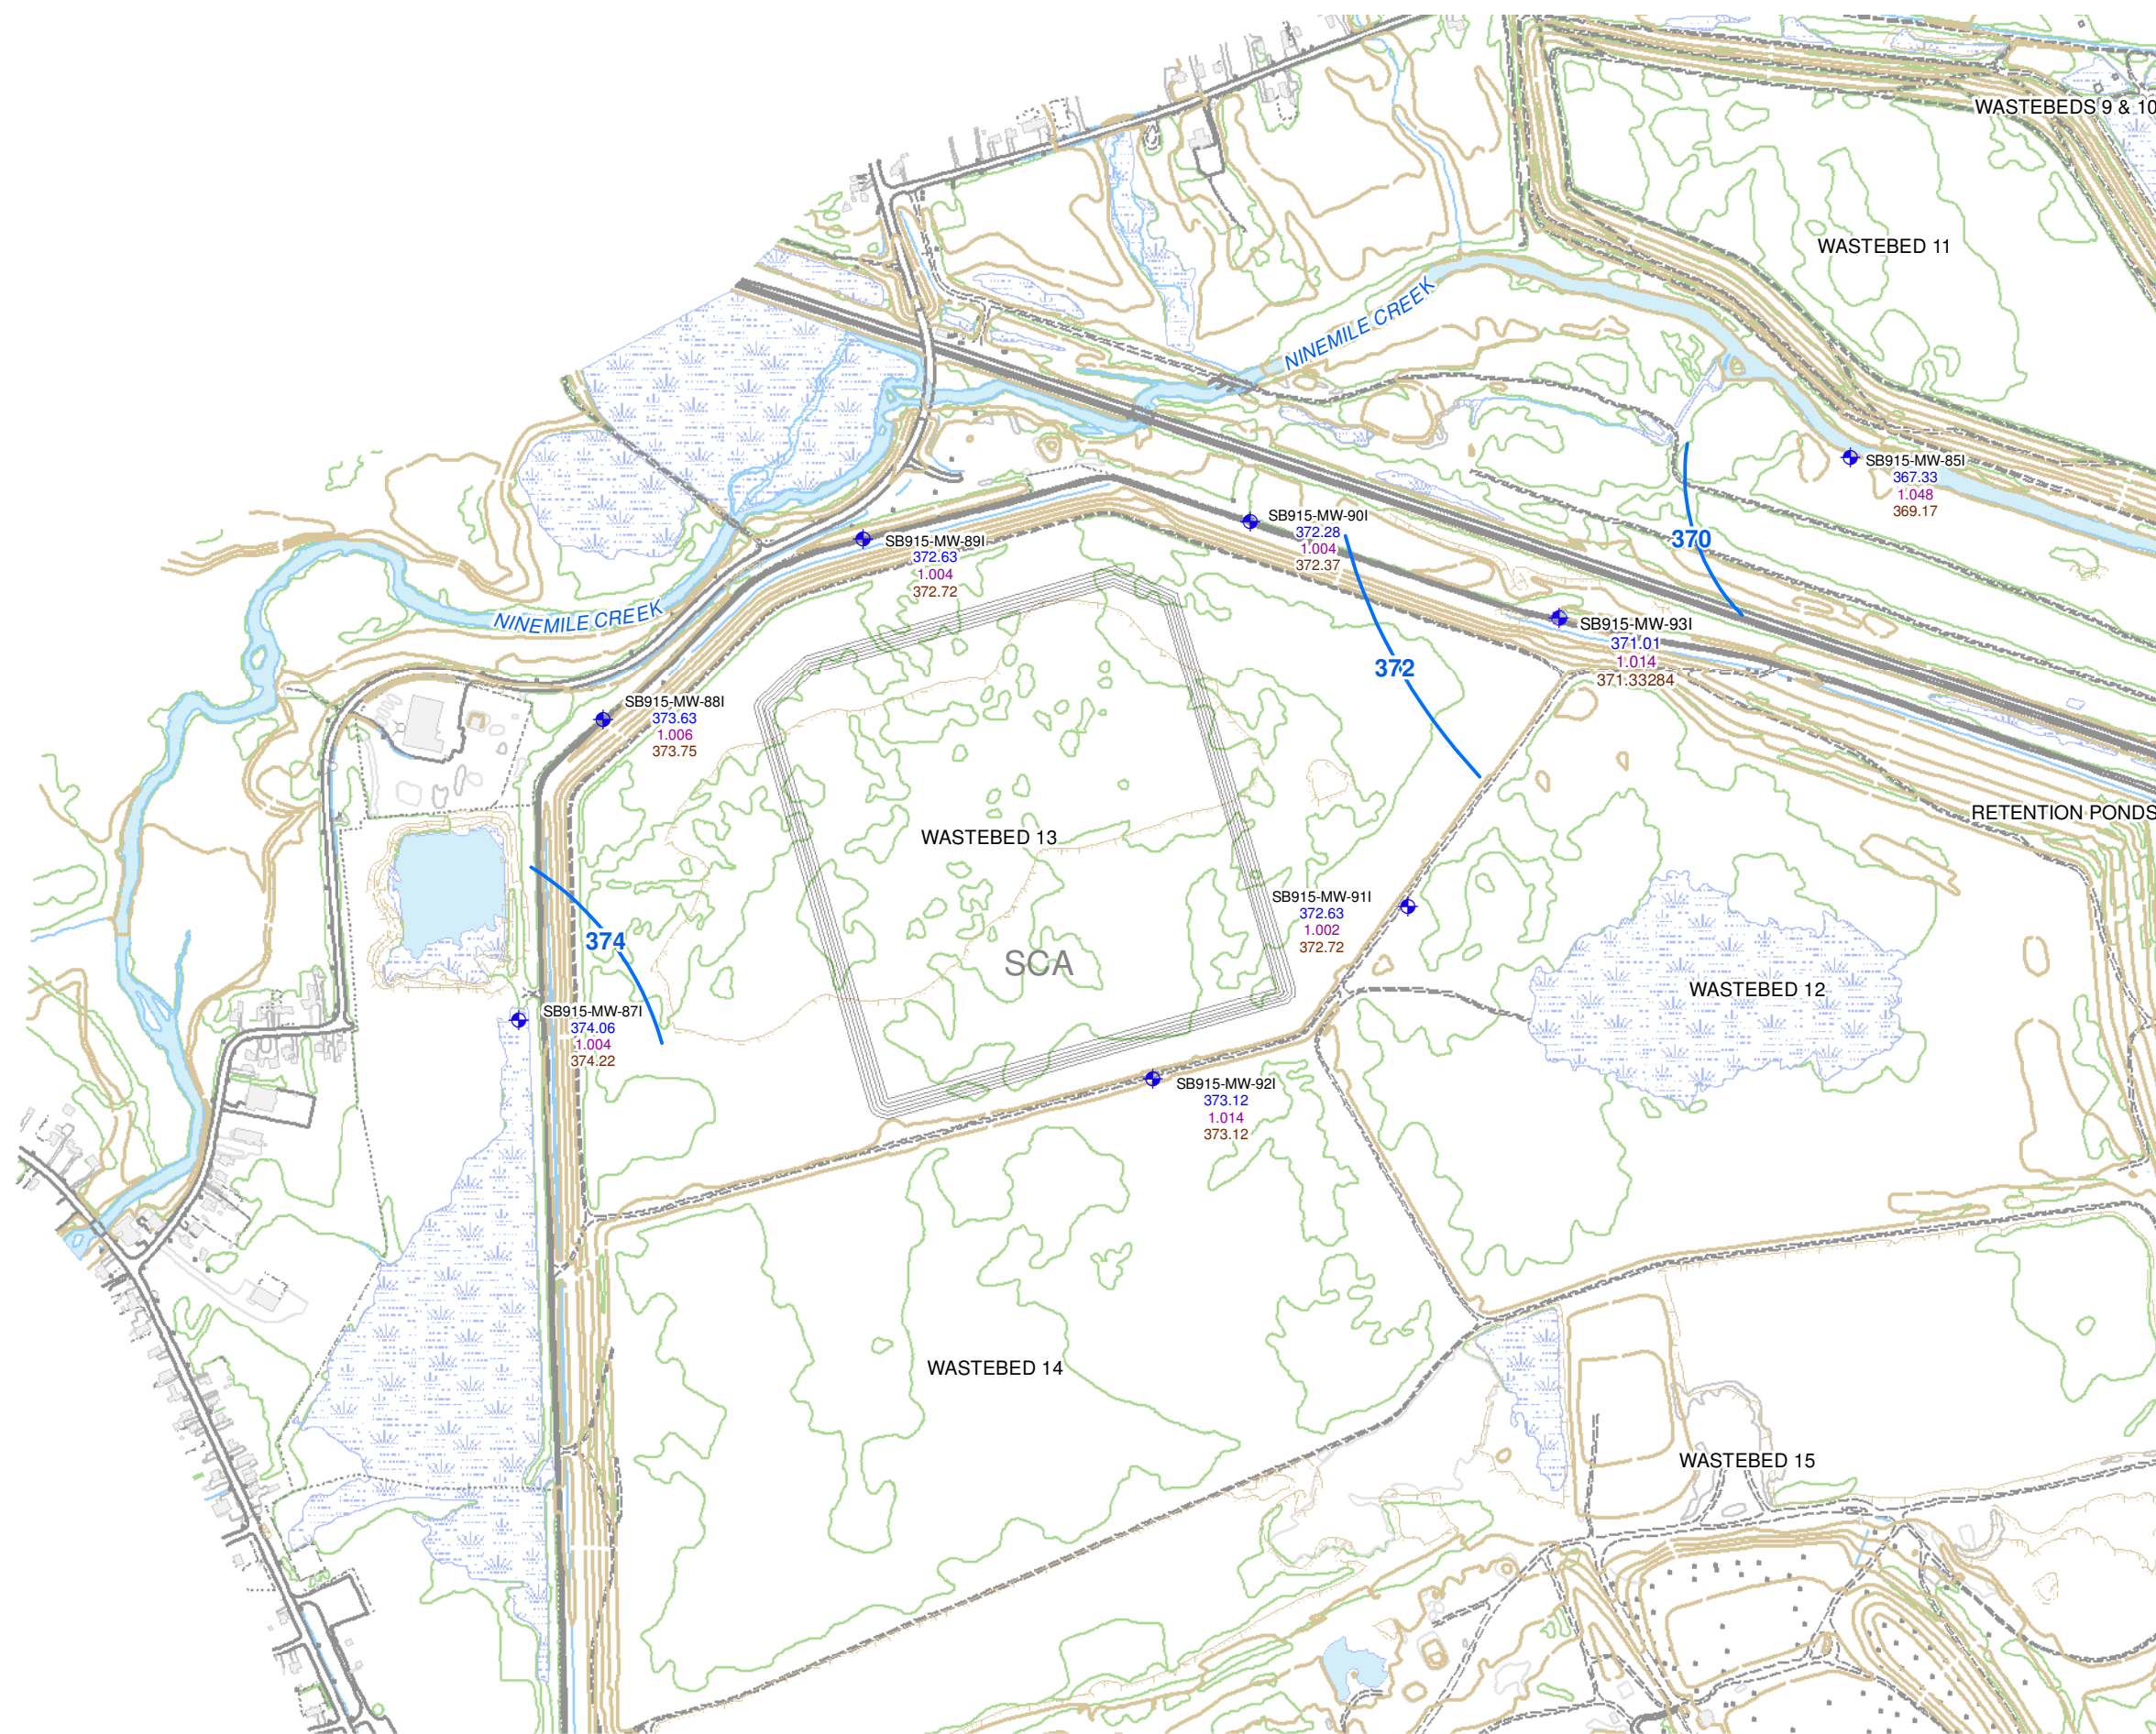 WASTEBEDS 9 & 10
WASTEBED 11
NINEMILE CREEK
SB915-MW-85I
367.33
1.048
369.17
370
SB915-MW-90I
372.28
1.004
372.37
SB915-MW-89I
372.63
1.004
372.72
NINEMILE CREEK
SB915-MW-93I
371.01
1.014
371.33284
372
SB915-MW-88I
373.63
1.006
373.75
RETENTION PONDS
WASTEBED 13
SB915-MW-91I
372.63
1.002
372.72
374
SCA
WASTEBED 12
SB915-MW-87I
374.06
1.004
374.22
SB915-MW-92I
373.12
1.014
373.12
WASTEBED 14
WASTEBED 15